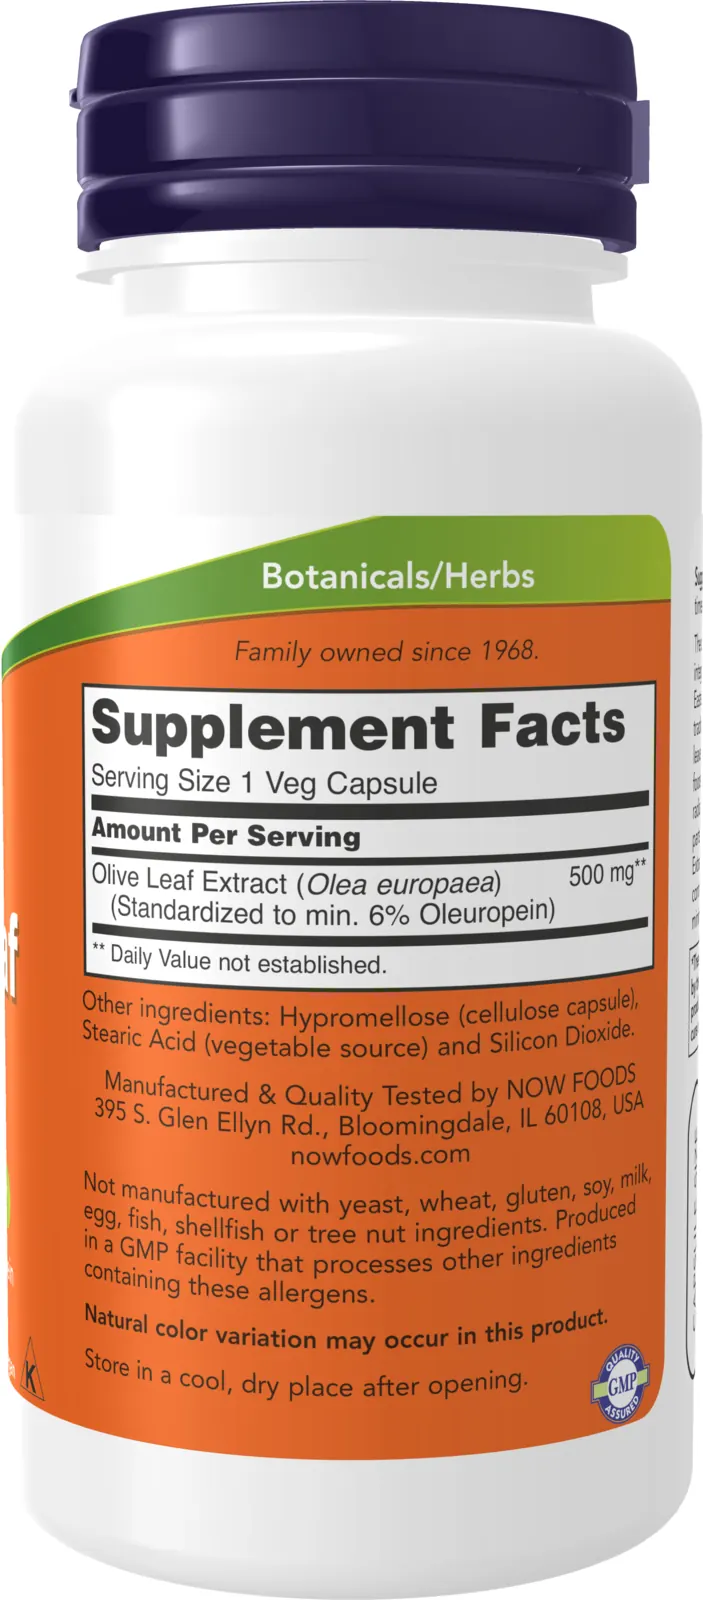 Botanicals/Herbs
Family owned since 1968.
Supplement Facts
Serving Size 1 Veg Capsule
Amount Per Serving
Olive Leaf Extract (Olea europaea) 500 mg**
(Standardized to min. 6% Oleuropein)
** Daily Value not established.
Other ingredients: Hypromellose (cellulose capsule),
Stearic Acid (vegetable source) and Silicon Dioxide.
Manufactured & Quality Tested by NOW FOODS
395 S. Glen Ellyn Rd., Bloomingdale, IL 60108, USA
nowfoods.com
Not manufactured with yeast, wheat, gluten, soy, milk,
egg, fish, shellfish or tree nut ingredients. Produced
in a GMP facility that processes other ingredients
containing these allergens.
Natural color variation may occur in this product.
Store in a cool, dry place after opening.
QUALITY
GMP
ASSURED
K